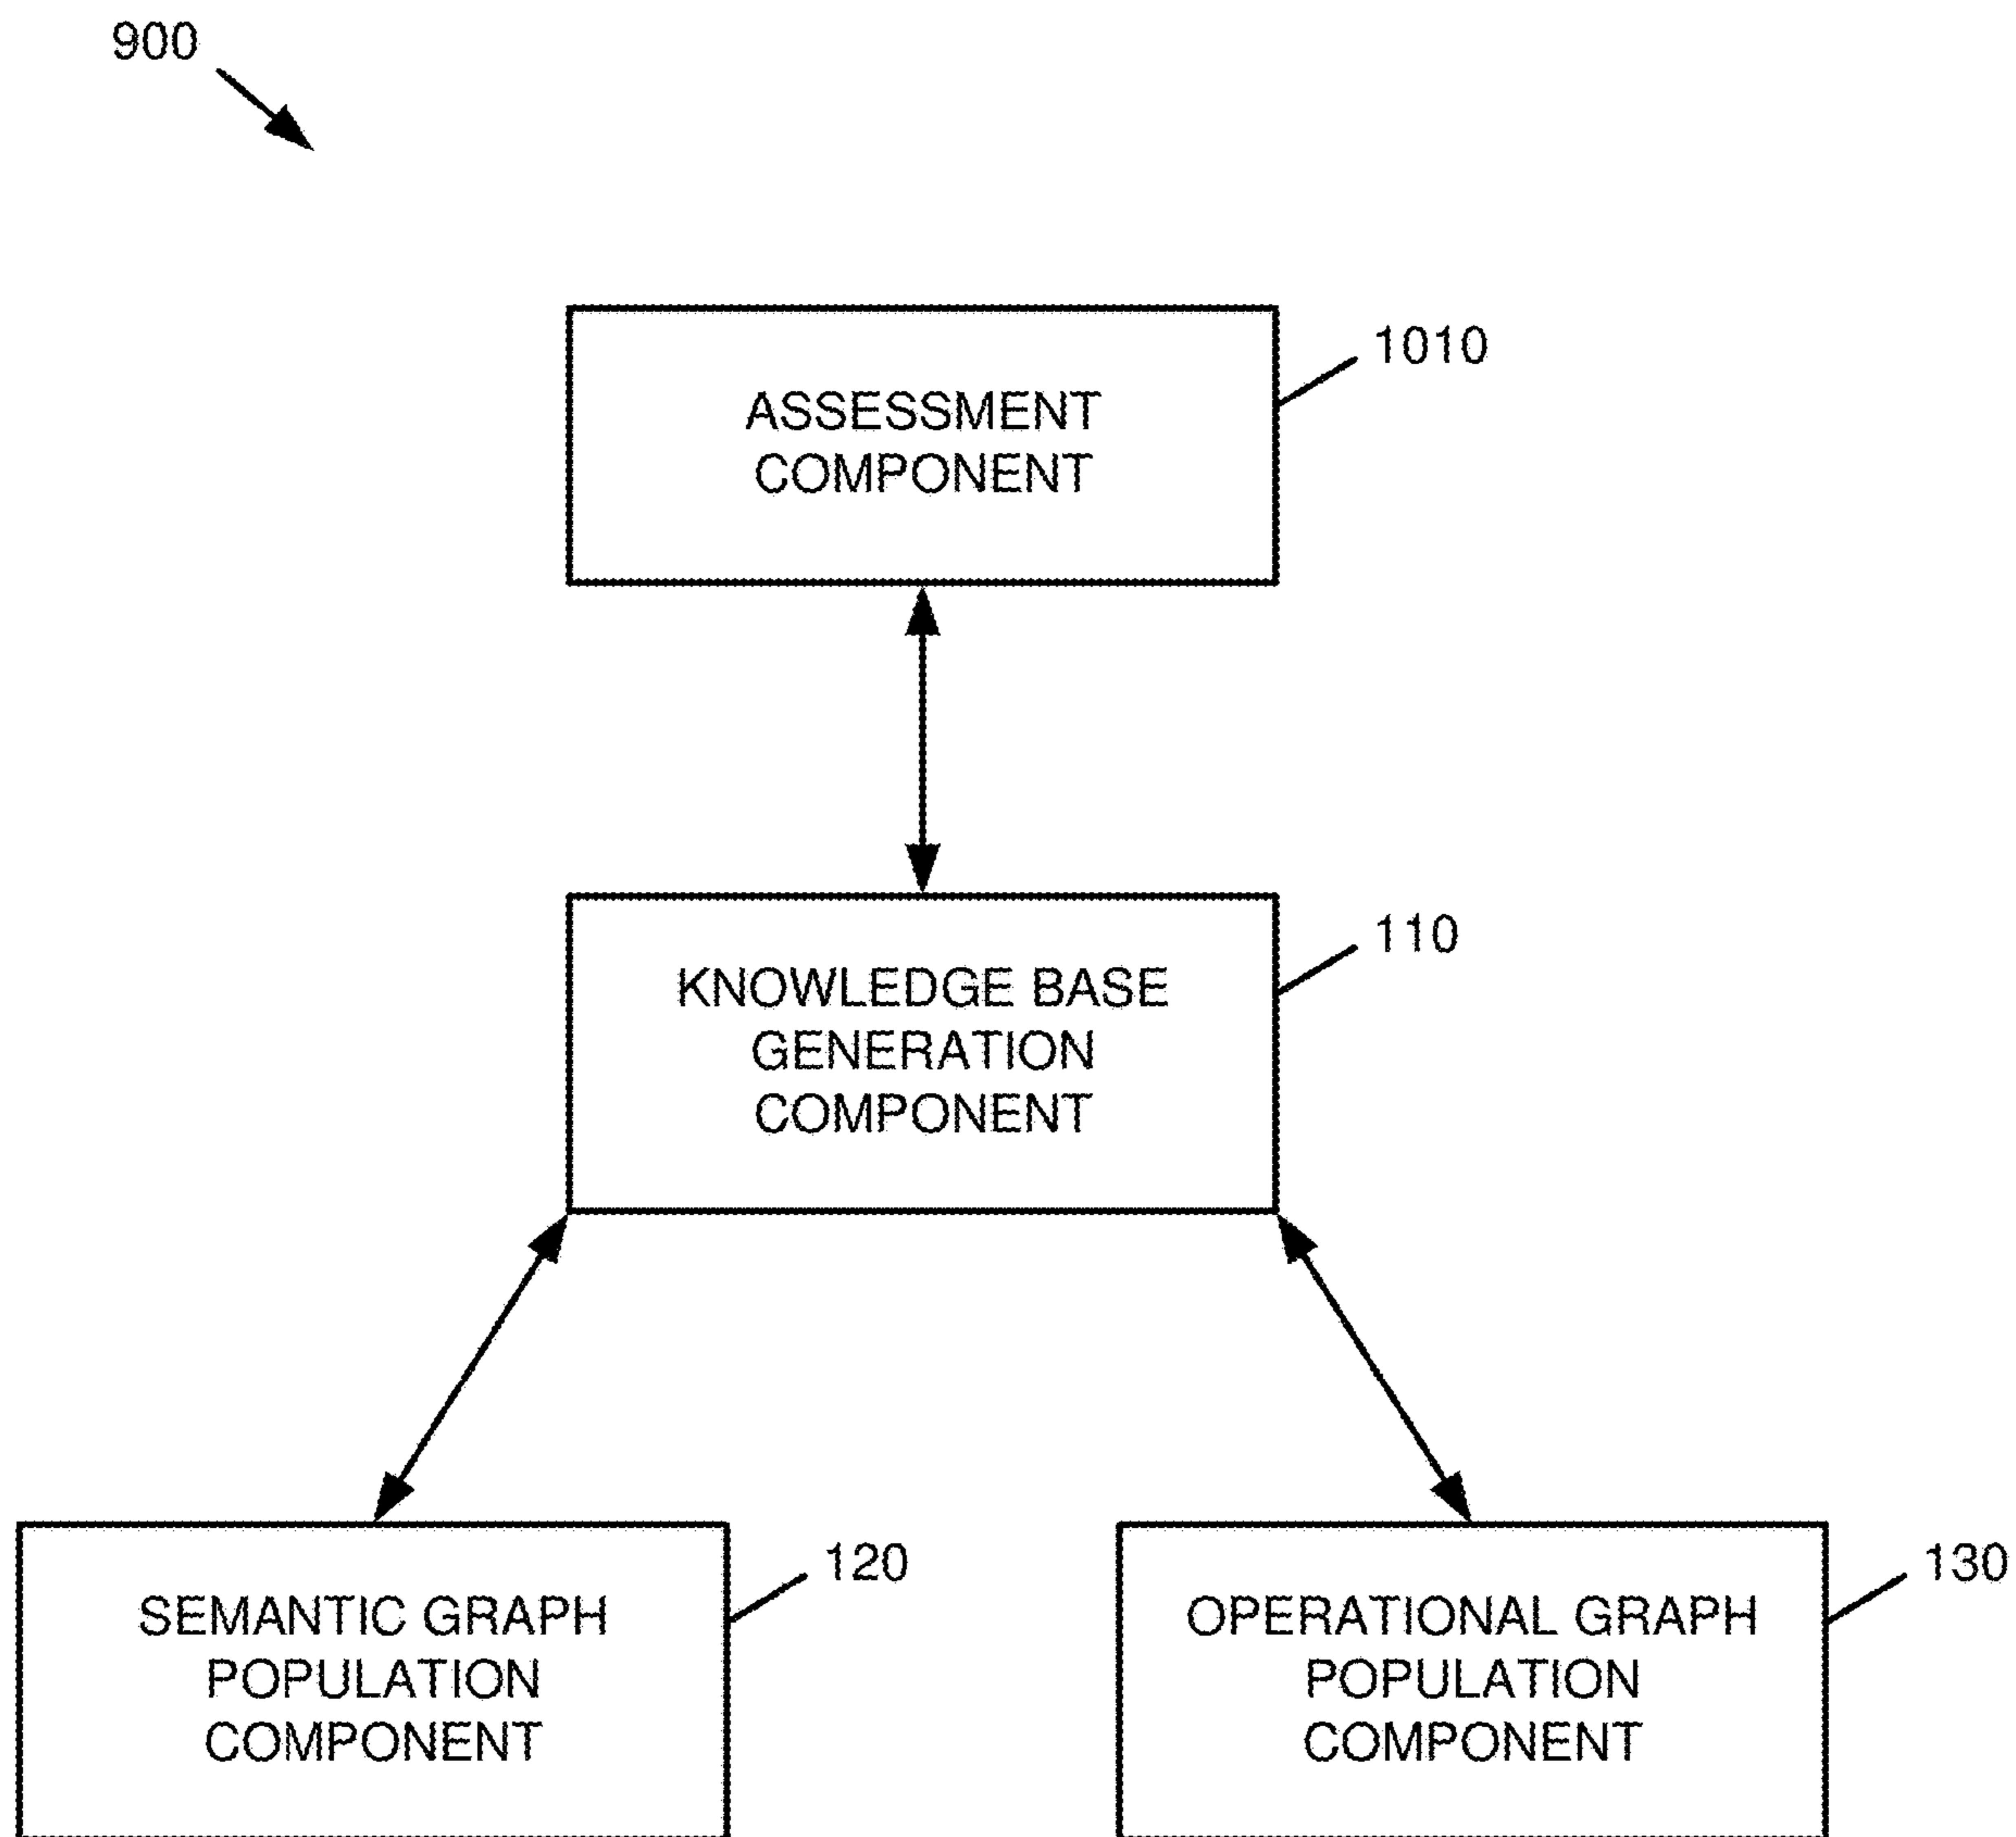 900
ASSESSMENT
COMPONENT
1010
KNOWLEDGE BASE
GENERATION
COMPONENT
110
SEMANTIC GRAPH
POPULATION
COMPONENT
120
OPERATIONAL GRAPH
POPULATION
COMPONENT
130